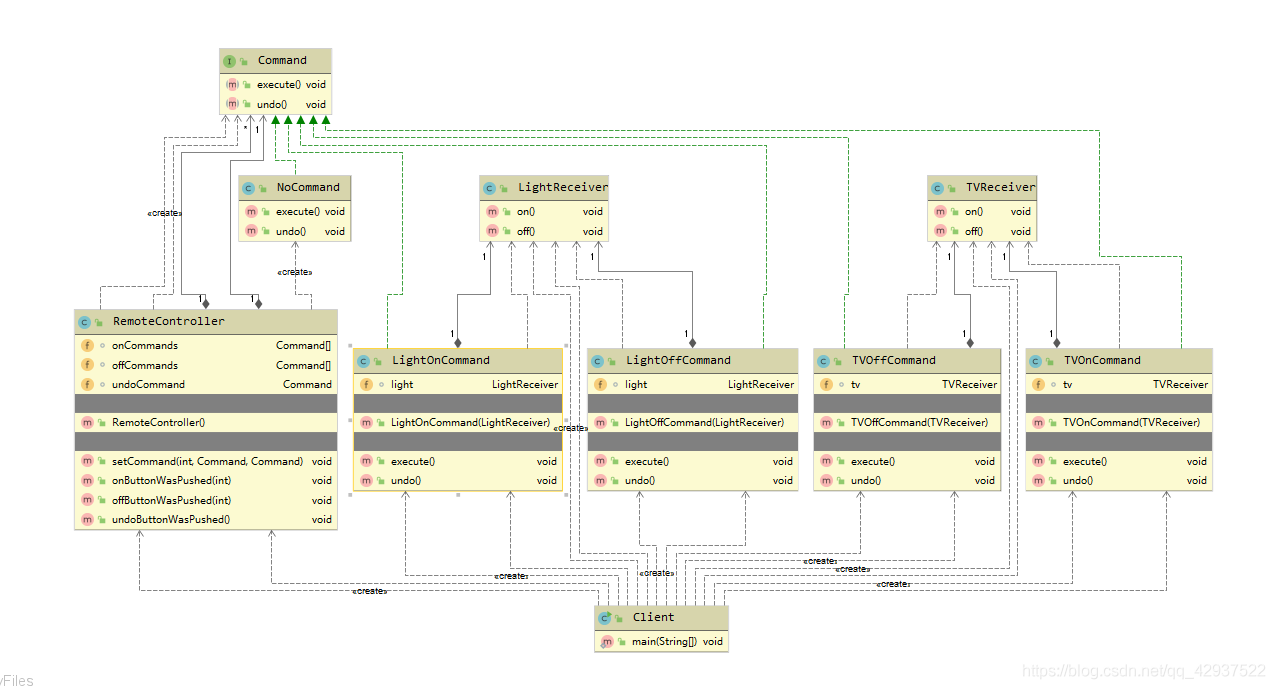 Command
execute() void
undo() void
* 1
NoCommand
execute() void
undo() void
LightReceiver
on() void
off() void
TVReceiver
on() void
off() void
«create»
«create»
1 1 1 1
1 1
RemoteController
onCommands Command[]
offCommands Command[]
undoCommand Command
RemoteController()
setCommand(int, Command, Command) void
onButtonWasPushed(int) void
offButtonWasPushed(int) void
undoButtonWasPushed() void
1 1 1 1
LightOnCommand
light LightReceiver
LightOnCommand(LightReceiver)
execute() void
undo() void
«create»
LightOffCommand
light LightReceiver
LightOffCommand(LightReceiver)
execute() void
undo() void
TVOffCommand
tv TVReceiver
TVOffCommand(TVReceiver)
execute() void
undo() void
TVOnCommand
tv TVReceiver
TVOnCommand(TVReceiver)
execute() void
undo() void
«create»
«create»
«create»
«create»
«create»
«create»
Client
main(String[]) void
https://blog.csdn.net/qq_42937522
yFiles